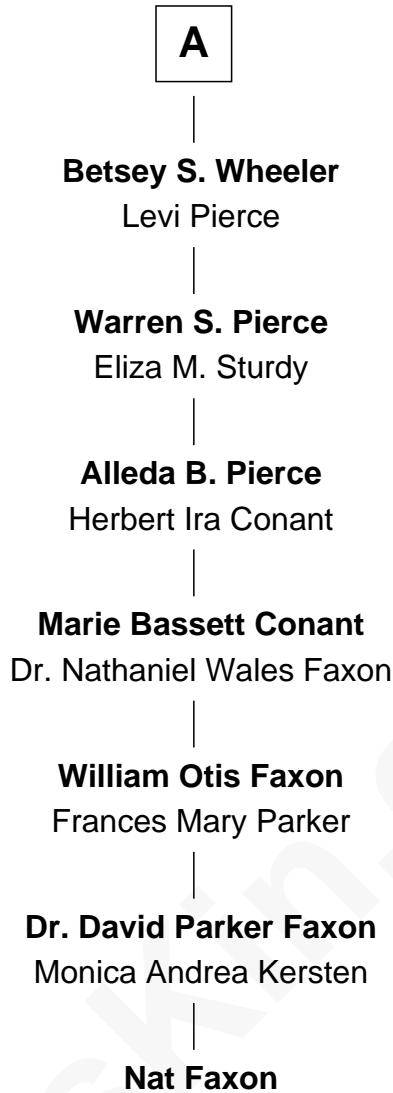 A
Betsey S. Wheeler
Levi Pierce
Warren S. Pierce
Eliza M. Sturdy
Alleda B. Pierce
Herbert Ira Conant
Marie Bassett Conant
Dr. Nathaniel Wales Faxon
William Otis Faxon
Frances Mary Parker
Dr. David Parker Faxon
Monica Andrea Kersten
Nat Faxon